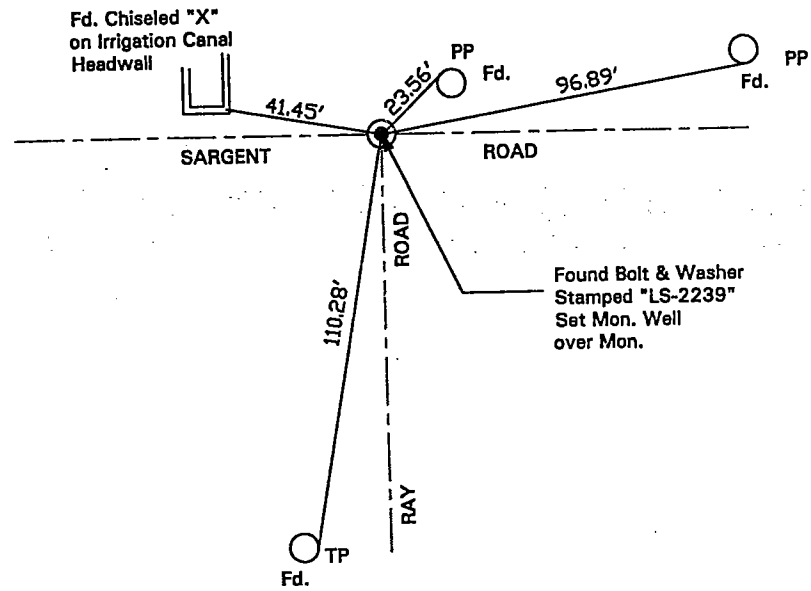 Fd. Chiseled "X"
on Irrigation Canal
Headwall
PP
Fd.
PP
Fd.
41.45'
23.56'
96.89'
SARGENT
ROAD
ROAD
110.28'
Found Bolt & Washer
Stamped "LS-2239"
Set Mon. Well
over Mon.
RAY
TP
Fd.